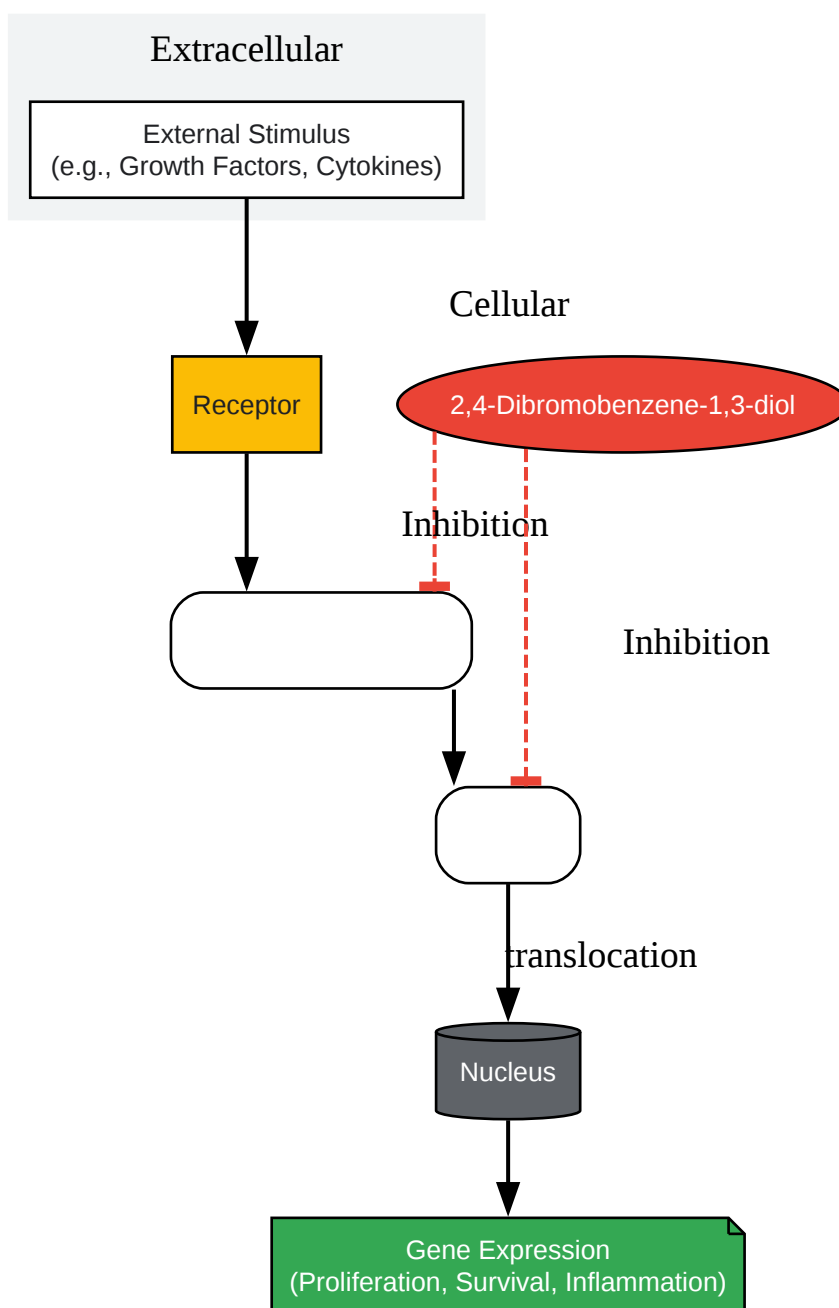 Extracellular
External Stimulus
(e.g., Growth Factors, Cytokines)
Cellular
Receptor
2,4-Dibromobenzene-1,3-diol
Inhibition
Inhibition
translocation
Nucleus
Gene Expression
(Proliferation, Survival, Inflammation)